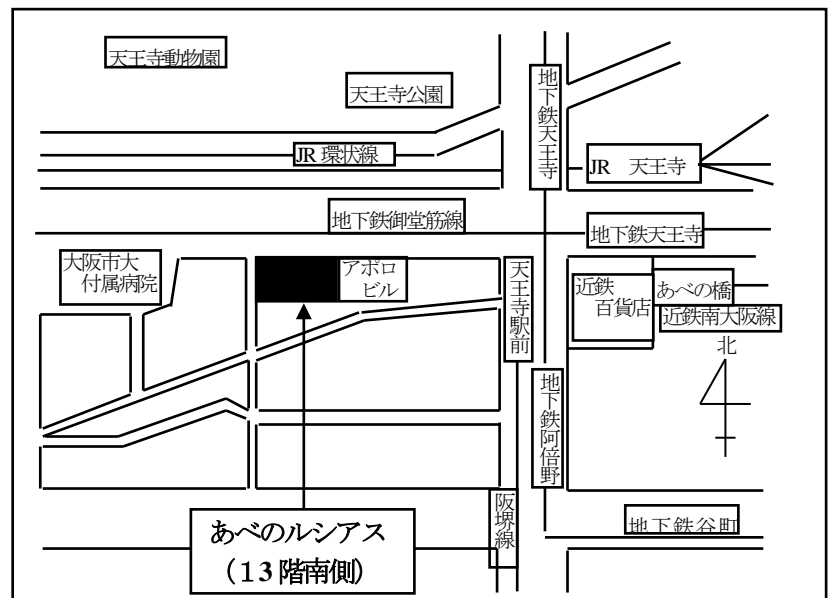 天王寺動物園
天王寺公園
地下鉄天王寺
JR 環状線
JR 天王寺
地下鉄御堂筋線
地下鉄天王寺
大阪市大
付属病院
アポロ
ビル
天王寺駅前
近鉄
百貨店
あべの橋
近鉄南大阪線
北
地下鉄阿倍野
阪堺線
地下鉄谷町
あべのルシアス
(13階南側)